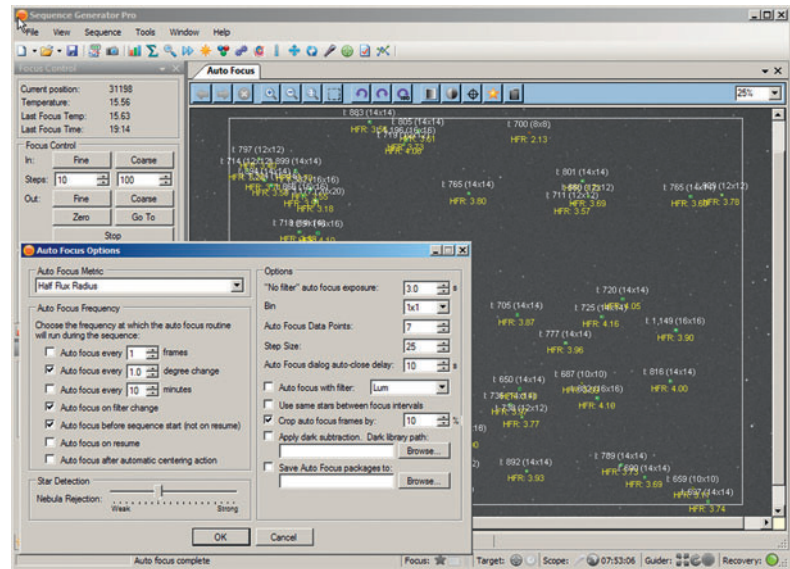 Sequence Generator Pro
File View Sequence Tools Window Help
Focus Control
Auto Focus
Current position: 31198
Temperature: 15.56
Last Focus Temp: 15.63
Last Focus Time: 19:14
25%
Focus Control
In: Fine Coarse
Steps: 10 100
Out: Fine Coarse
Zero Go To
Stop
I: 883 (14x14)
I: 805 (14x14)
I: 700 (8x8)
HFR: 2.13
I: 797 (12x12)
I: 801 (14x14)
I: 765 (14x14)
HFR: 3.80
HFR: 3.69
HFR: 3.57
HFR: 3.78
HFR: 3.18
Auto Focus Options
Auto Focus Metric
Half Flux Radius
Auto Focus Frequency
Choose the frequency at which the auto focus routine
will run during the sequence:
Auto focus every 1 frames
Auto focus every 1.0 degree change
Auto focus every 10 minutes
Auto focus on filter change
Auto focus before sequence start (not on resume)
Auto focus on resume
Auto focus after automatic centering action
Star Detection
Nebula Rejection:
Weak Strong
Options
"No filter" auto focus exposure: 3.0 s
Bin 1x1
Auto Focus Data Points: 7
Step Size: 25
Auto Focus dialog auto-close delay: 10 s
Auto focus with filter: Lum
Use same stars between focus intervals
Crop auto focus frames by: 10 %
Apply dark subtraction. Dark library path:
Browse...
Save Auto Focus packages to:
Browse...
OK Cancel
I: 720 (14x14)
I: 705 (14x14)
HFR: 3.87
HFR: 4.16
I: 1,149 (16x16)
HFR: 3.90
I: 777 (14x14)
HFR: 3.96
I: 687 (10x10)
I: 816 (14x14)
HFR: 4.00
I: 650 (14x14)
HFR: 4.18
HFR: 3.77
I: 892 (14x14)
HFR: 3.93
I: 789 (14x14)
HFR: 3.69
I: 659 (10x10)
HFR: 3.74
Auto focus complete
Focus: Target: Scope: 07:53:06 Guider: Recovery: